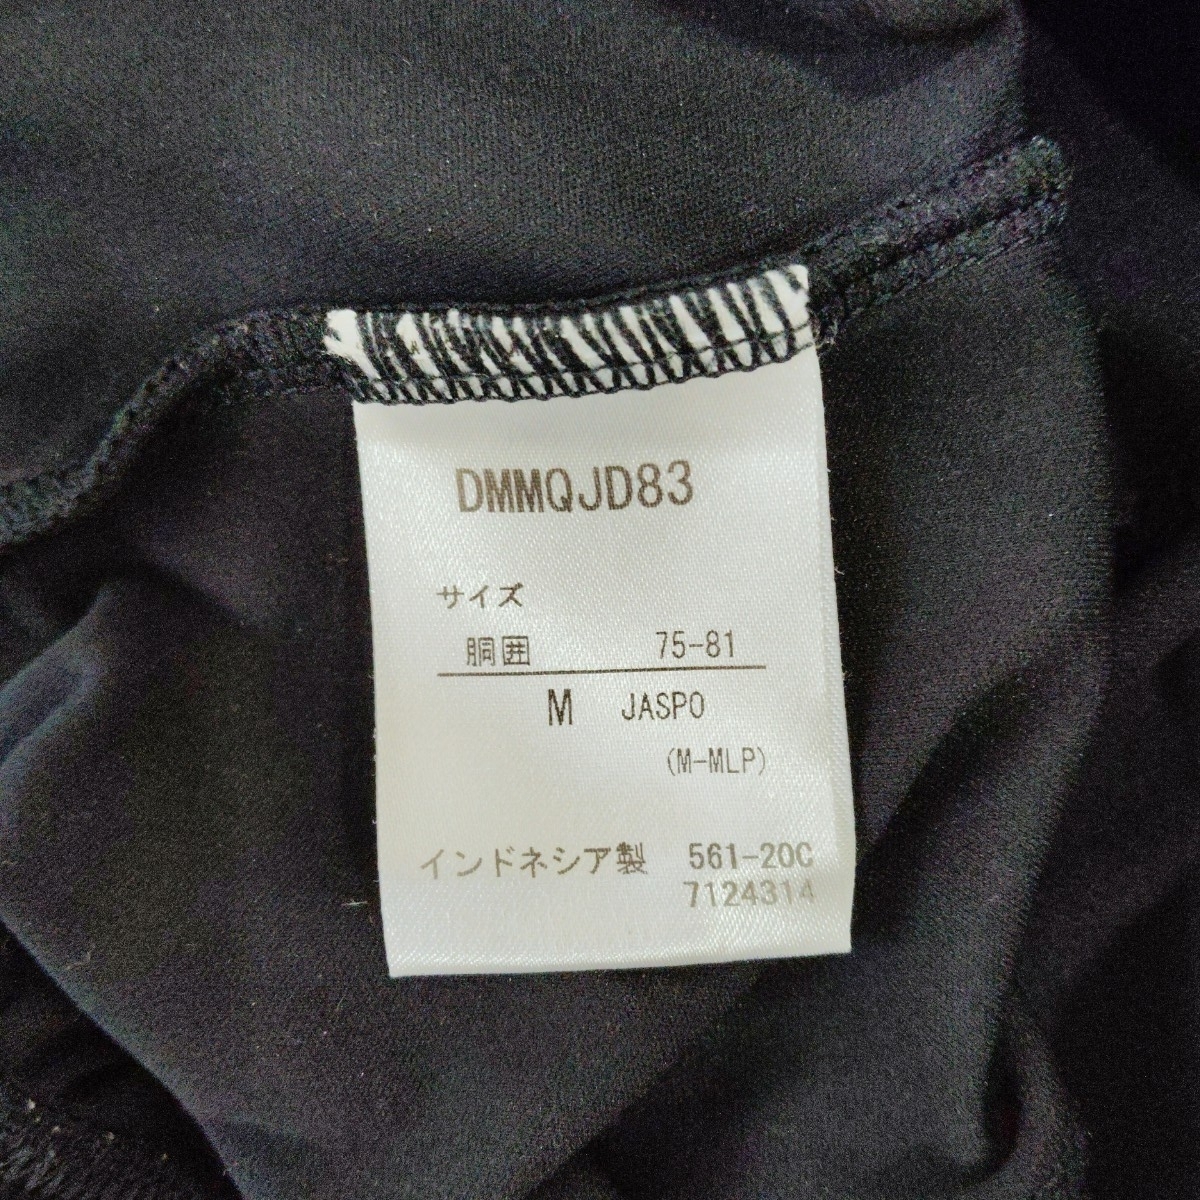 DMMQJD83
サイズ
胴囲 75-81
M JASPO
(M-MLP)
インドネシア製 561-20C
7124314